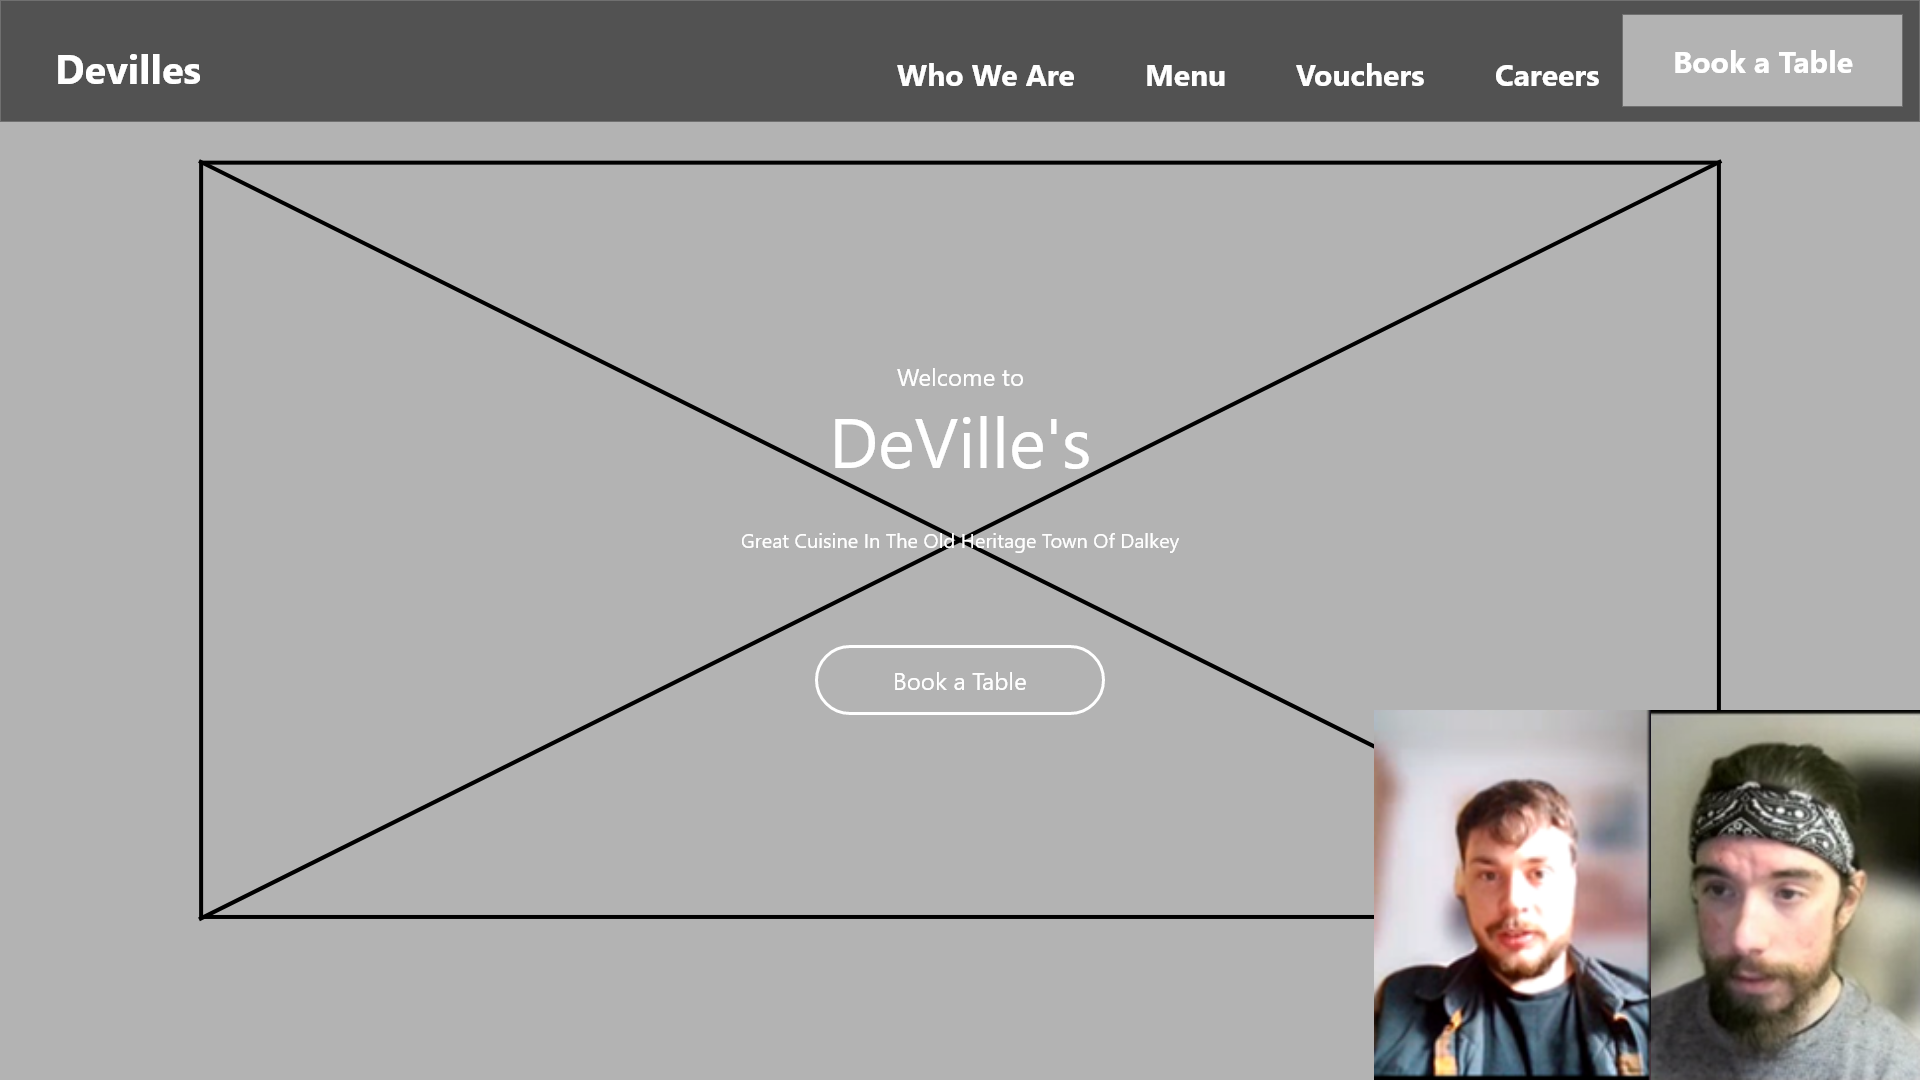 Devilles
Who We Are
Menu
Vouchers
Careers
Book a Table
Welcome to
DeVille's
Great Cuisine In The Old Heritage Town Of Dalkey
Book a Table